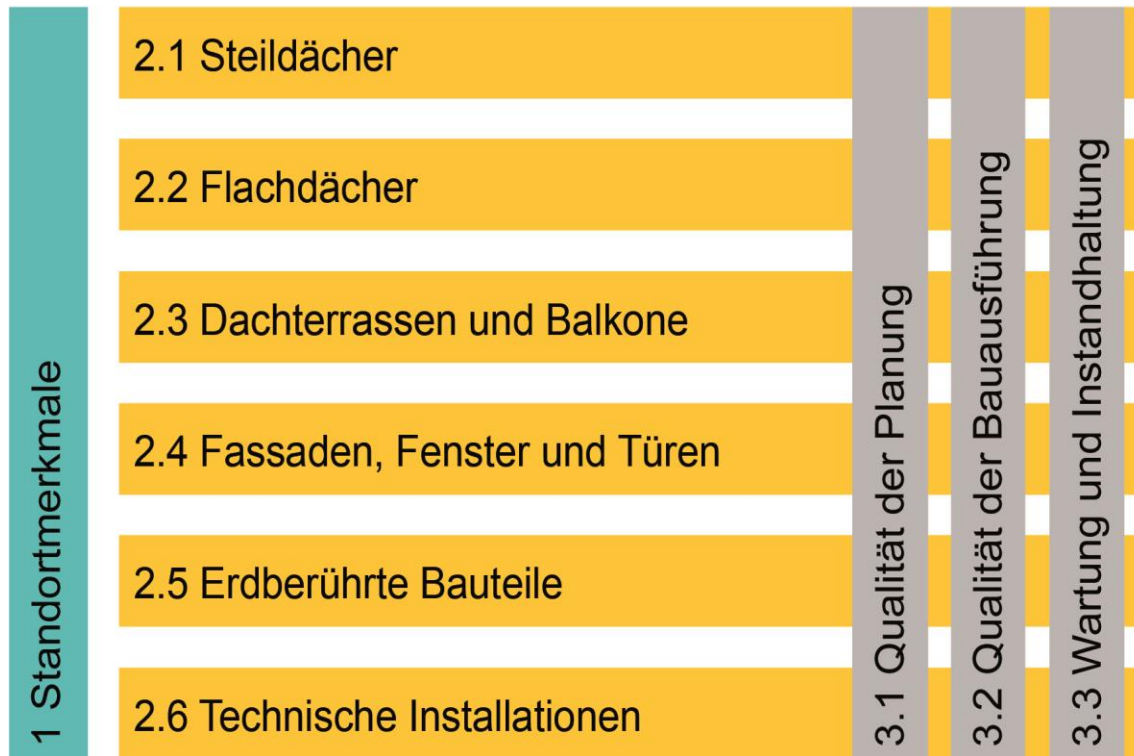 1 Standortmerkmale
2.1 Steildächer
2.2 Flachdächer
2.3 Dachterrassen und Balkone
2.4 Fassaden, Fenster und Türen
2.5 Erdberührte Bauteile
2.6 Technische Installationen
3.1 Qualität der Planung
3.2 Qualität der Bauausführung
3.3 Wartung und Instandhaltung